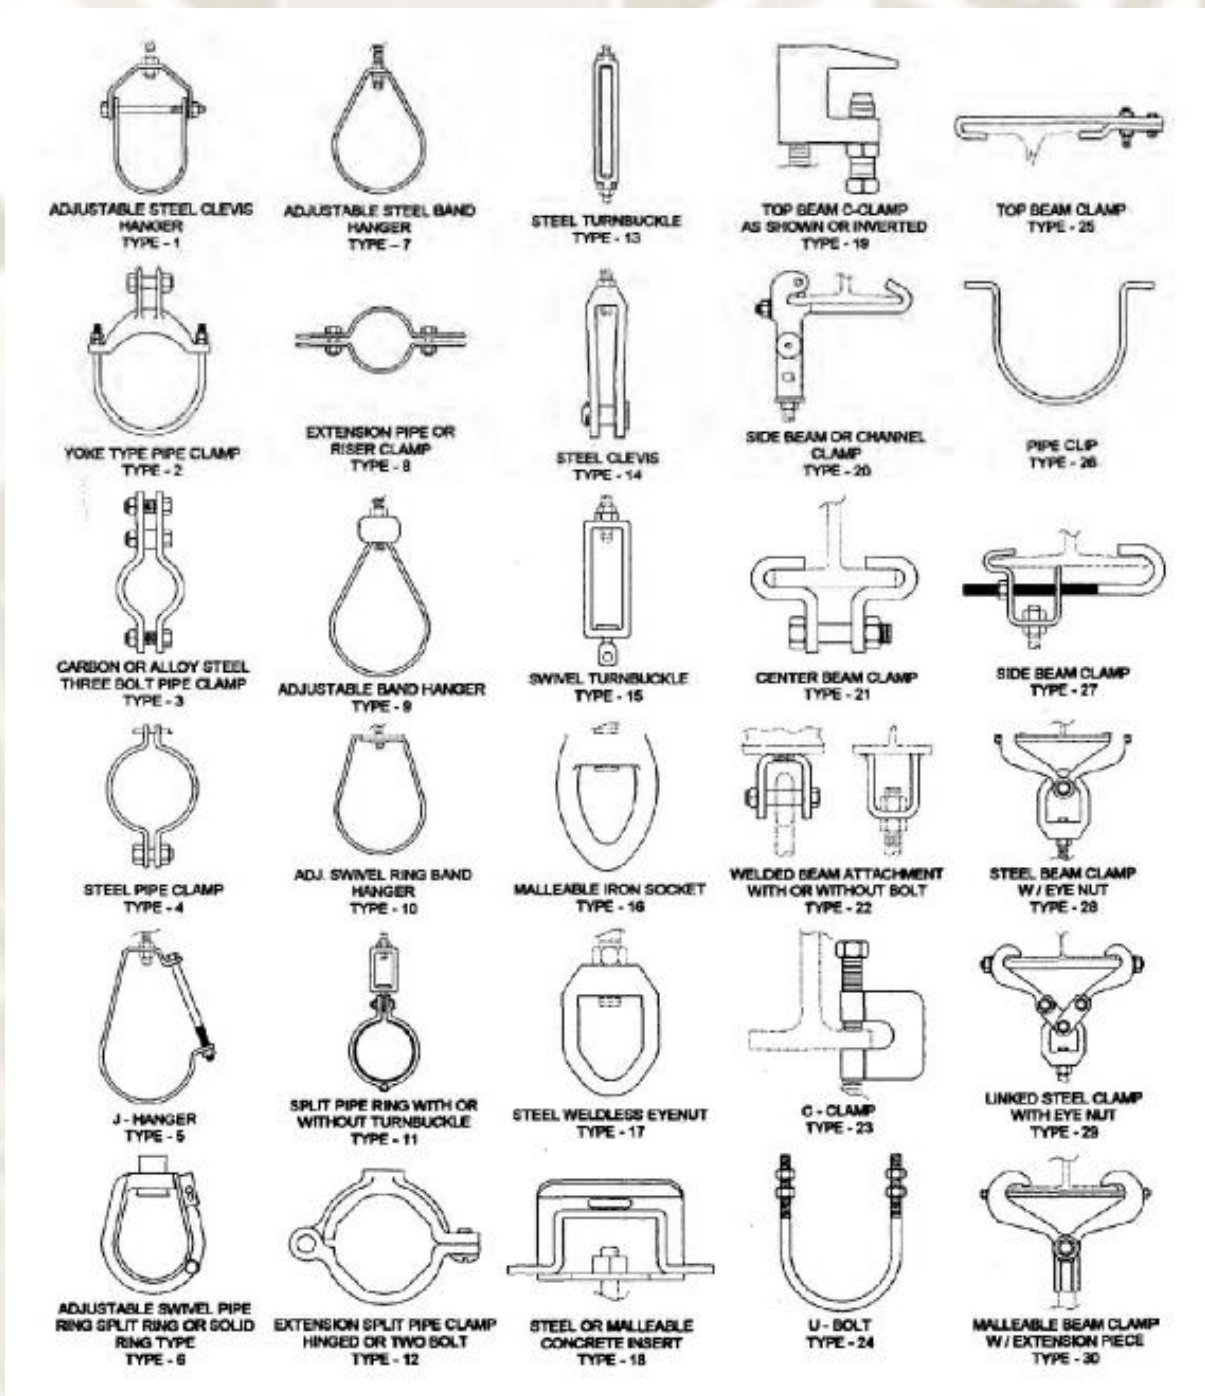 ADJUSTABLE STEEL CLEVIS
HANGER
TYPE - 1
ADJUSTABLE STEEL BAND
HANGER
TYPE - 7
STEEL TURNBUCKLE
TYPE - 13
TOP BEAM C-CLAMP
AS SHOWN OR INVERTED
TYPE - 19
TOP BEAM CLAMP
TYPE - 25
YOKE TYPE PIPE CLAMP
TYPE - 2
EXTENSION PIPE OR
RISER CLAMP
TYPE - 8
STEEL CLEVIS
TYPE - 14
SIDE BEAM OR CHANNEL
CLAMP
TYPE - 20
PIPE CLIP
TYPE - 26
CARBON OR ALLOY STEEL
THREE BOLT PIPE CLAMP
TYPE - 3
ADJUSTABLE BAND HANGER
TYPE - 9
SWIVEL TURNBUCKLE
TYPE - 15
CENTER BEAM CLAMP
TYPE - 21
SIDE BEAM CLAMP
TYPE - 27
STEEL PIPE CLAMP
TYPE - 4
ADJ. SWIVEL RING BAND
HANGER
TYPE - 10
MALLEABLE IRON SOCKET
TYPE - 16
WELDED BEAM ATTACHMENT
WITH OR WITHOUT BOLT
TYPE - 22
STEEL BEAM CLAMP
W / EYE NUT
TYPE - 28
J - HANGER
TYPE - 5
SPLIT PIPE RING WITH OR
WITHOUT TURNBUCKLE
TYPE - 11
STEEL WELDLESS EYENUT
TYPE - 17
C - CLAMP
TYPE - 23
LINKED STEEL CLAMP
WITH EYE NUT
TYPE - 29
ADJUSTABLE SWIVEL PIPE
RING SPLIT RING OR SOLID
RING TYPE
TYPE - 6
EXTENSION SPLIT PIPE CLAMP
HINGED OR TWO BOLT
TYPE - 12
STEEL OR MALLEABLE
CONCRETE INSERT
TYPE - 18
U - BOLT
TYPE - 24
MALLEABLE BEAM CLAMP
W / EXTENSION PIECE
TYPE - 30